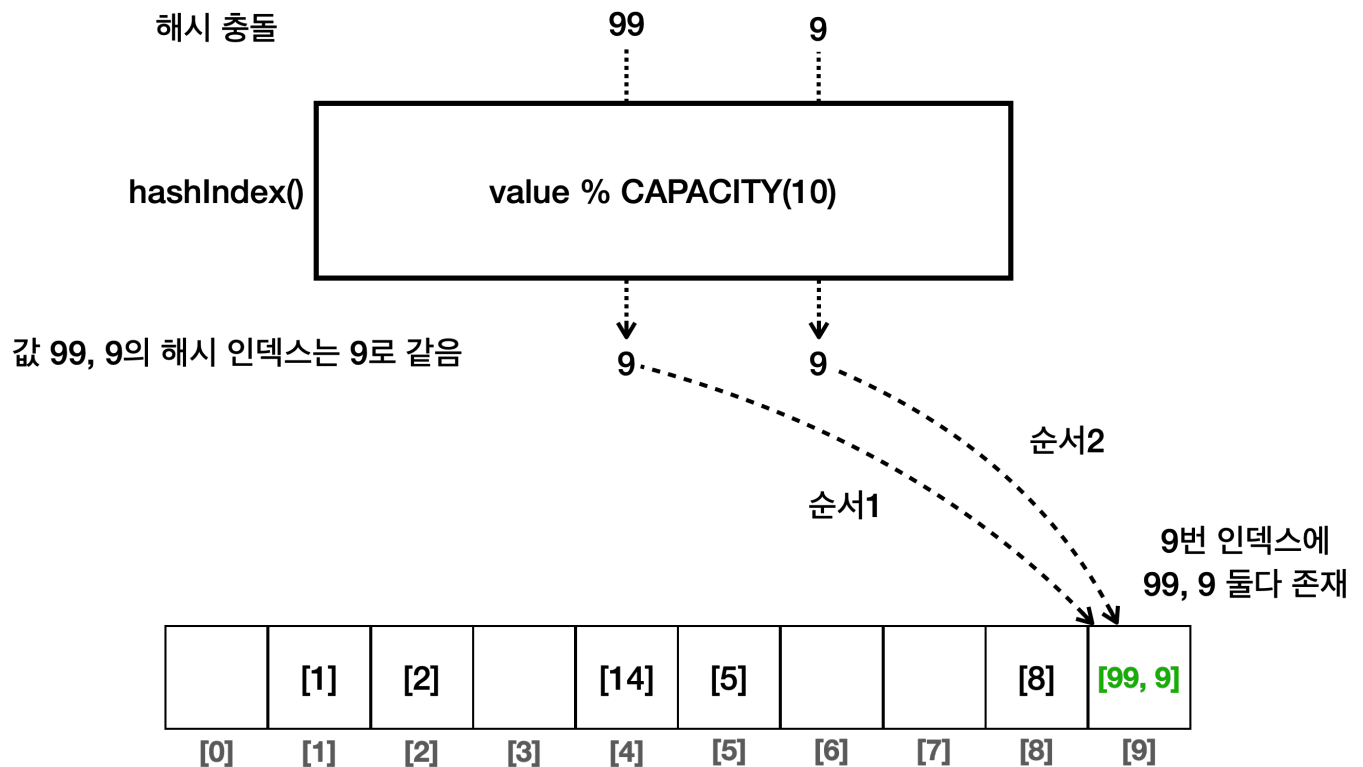 해시 충돌
99
9
hashIndex()
value % CAPACITY(10)
값 99, 9의 해시 인덱스는 9로 같음
9
9
순서2
순서1
9번 인덱스에
99, 9 둘다 존재
[1] [2] [14] [5] [8] [99, 9]
[0] [1] [2] [3] [4] [5] [6] [7] [8] [9]